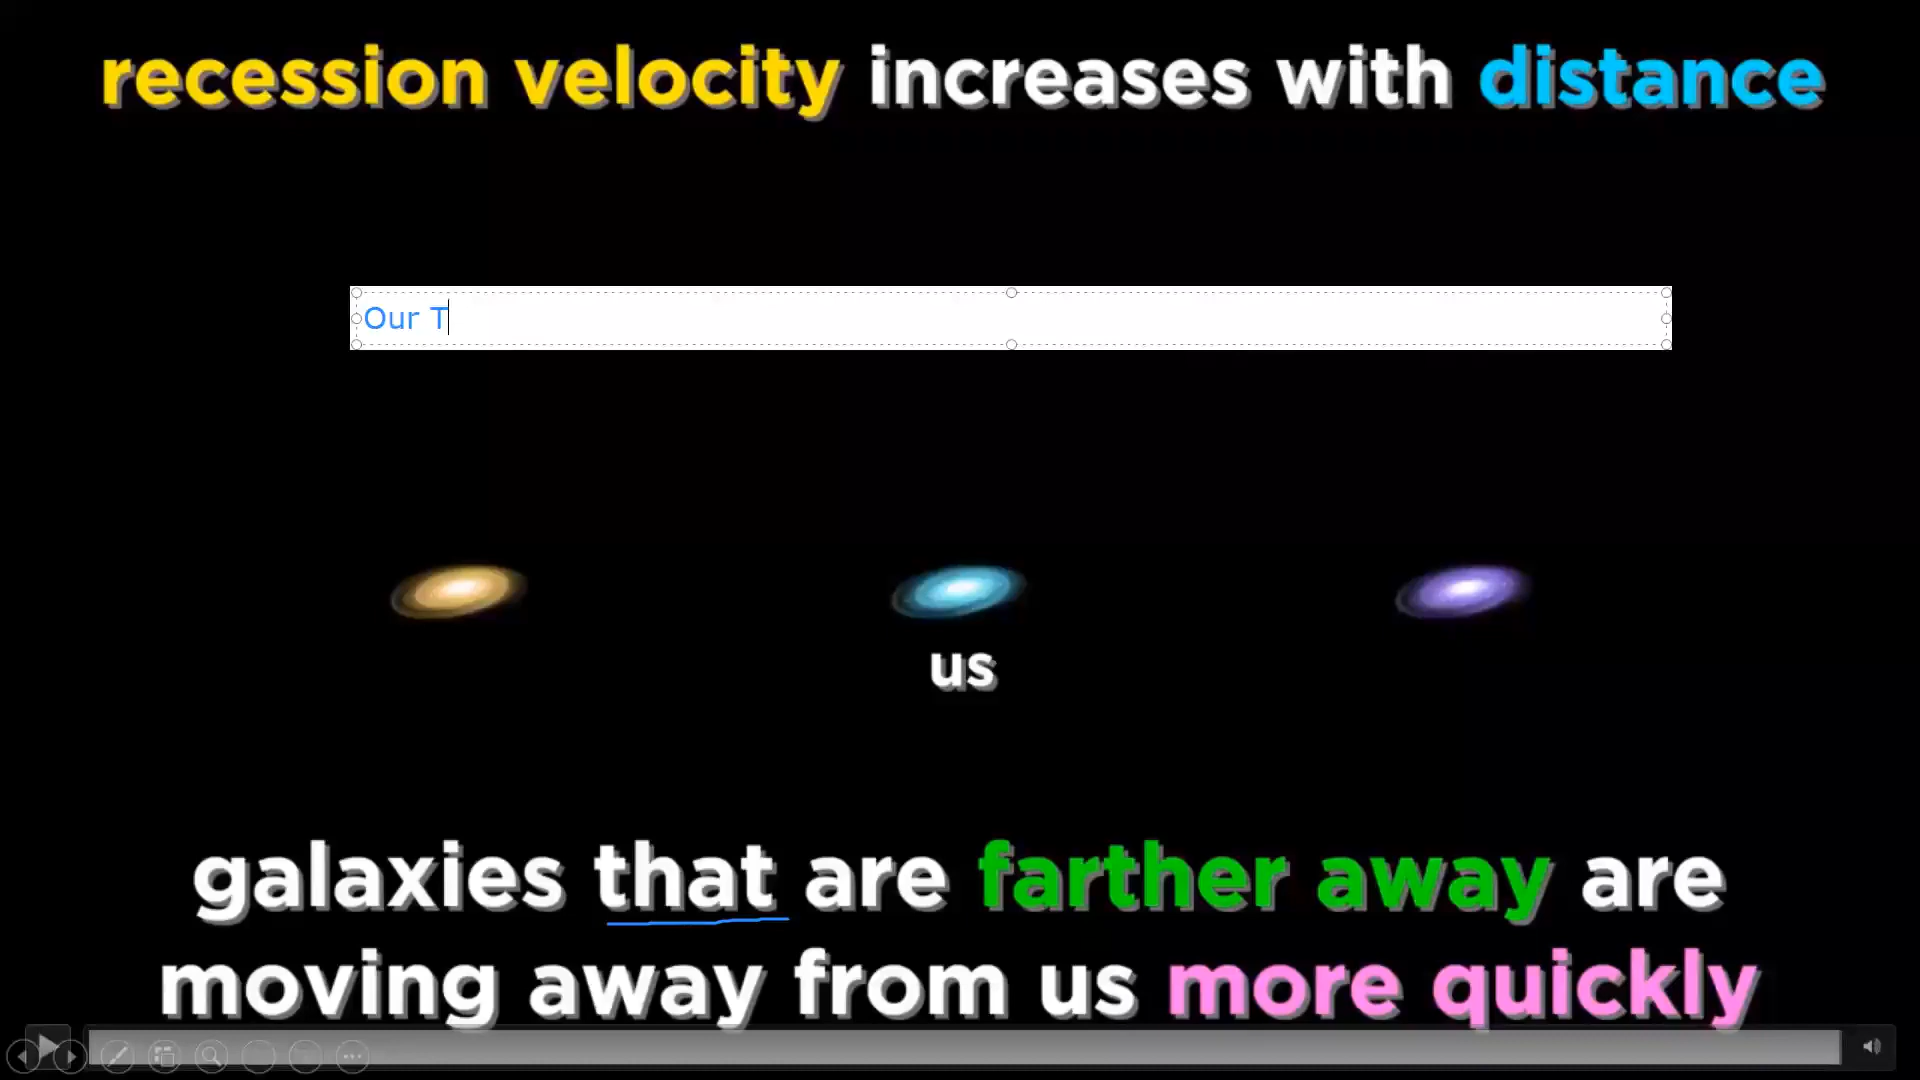 recession velocity increases with distance
Our T
us
galaxies that are farther away are
moving away from us more quickly